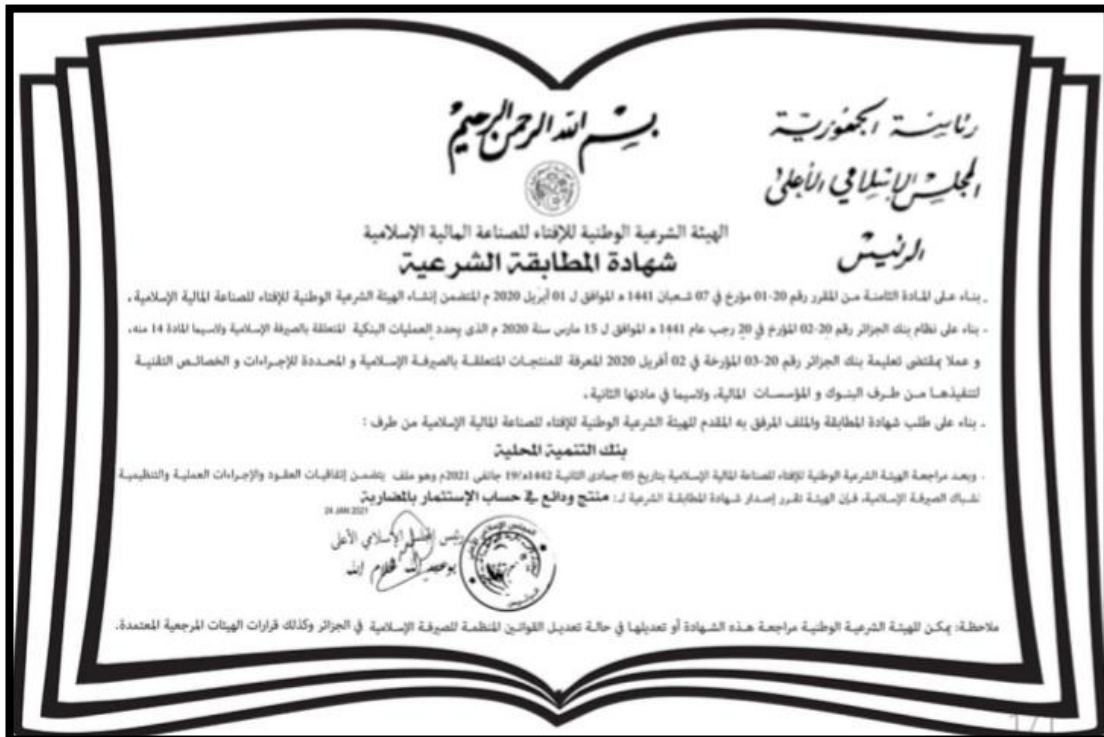 بسم الله الرحمن الرحيم
رئاسة الجمهورية
المجلس الإسلامي الأعلى
الرئيس
الهيئة الشرعية الوطنية للإفتاء للصناعة المالية الإسلامية
شهادة المطابقة الشرعية
. بناء على المادة الثامنة من المقرر رقم 20-01 مؤرخ في 07 شعبان 1441 ه الموافق ل 01 أبريل 2020 م المتضمن إنشاء الهيئة الشرعية الوطنية للإفتاء للصناعة المالية الإسلامية ،
- بناء على نظام بنك الجزائر رقم 20-02 المؤرخ في 20 رجب عام 1441 ه الموافق ل 15 مارس سنة 2020 م الذي يحدد العمليات البنكية المتعلقة بالصيرفة الإسلامية ولاسيما المادة 14 منه،
و عملا بمقتضى تعليمة بنك الجزائر رقم 20-03 المؤرخة في 02 أفريل 2020 المعرفة للمنتجات المتعلقة بالصيرفة الإسلامية و المحددة للإجراءات و الخصائص التقنية
لتنفيذها من طرف البنوك و المؤسسات المالية، ولاسيما في مادتها الثانية ،
. بناء على طلب شهادة المطابقة والملف المرفق به المقدم للهيئة الشرعية الوطنية للإفتاء للصناعة المالية الإسلامية من طرف :
بنك التنمية المحلية
. وبعد مراجعة الهيئة الشرعية الوطنية للإفتاء للصناعة المالية الإسلامية بتاريخ 05 جمادى الثانية 1442ه/19 جانفي 2021م وهو ملف يتضمن إتفاقيات العقود والإجراءات العملية والتنظيمية
لشباك الصيرفة الإسلامية، فإن الهيئة تقرر إصدار شهادة المطابقة الشرعية لـ: منتج ودائع في حساب الإستثمار بالمضاربة
24 JAN 2021
رئيس المجلس الإسلامي الأعلى
بوعبد الله غلام الله
ملاحظة: يمكن للهيئة الشرعية الوطنية مراجعة هذه الشهادة أو تعديلها في حالة تعديل القوانين المنظمة للصيرفة الإسلامية في الجزائر وكذلك قرارات الهيئات المرجعية المعتمدة.
1/1